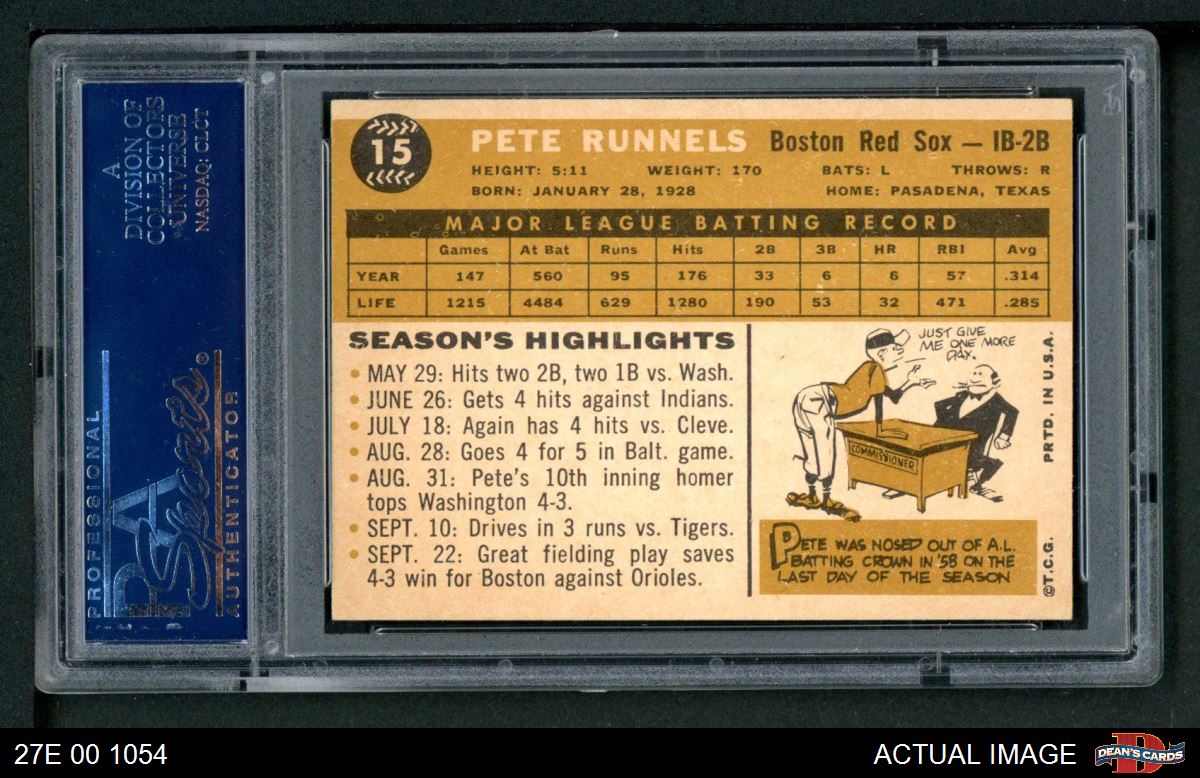 A
DIVISION OF
COLLECTORS
UNIVERSE
NASDAQ: CLCT
PROFESSIONAL
PSA
Sports®
AUTHENTICATOR
15
PETE RUNNELS Boston Red Sox — 1B-2B
HEIGHT: 5:11 WEIGHT: 170 BATS: L THROWS: R
BORN: JANUARY 28, 1928 HOME: PASADENA, TEXAS
MAJOR LEAGUE BATTING RECORD
Games At Bat Runs Hits 2B 3B HR RBI Avg
YEAR 147 560 95 176 33 6 6 57 .314
LIFE 1215 4484 629 1280 190 53 32 471 .285
SEASON'S HIGHLIGHTS
• MAY 29: Hits two 2B, two 1B vs. Wash.
• JUNE 26: Gets 4 hits against Indians.
• JULY 18: Again has 4 hits vs. Cleve.
• AUG. 28: Goes 4 for 5 in Balt. game.
• AUG. 31: Pete's 10th inning homer
tops Washington 4-3.
• SEPT. 10: Drives in 3 runs vs. Tigers.
• SEPT. 22: Great fielding play saves
4-3 win for Boston against Orioles.
JUST GIVE
ME ONE MORE
DAY.
COMMISSIONER
PETE WAS NOSED OUT OF A.L.
BATTING CROWN IN '58 ON THE
LAST DAY OF THE SEASON
PRTD. IN U.S.A.
©T.C.G.
27E 00 1054
ACTUAL IMAGE
DEAN'S CARDS